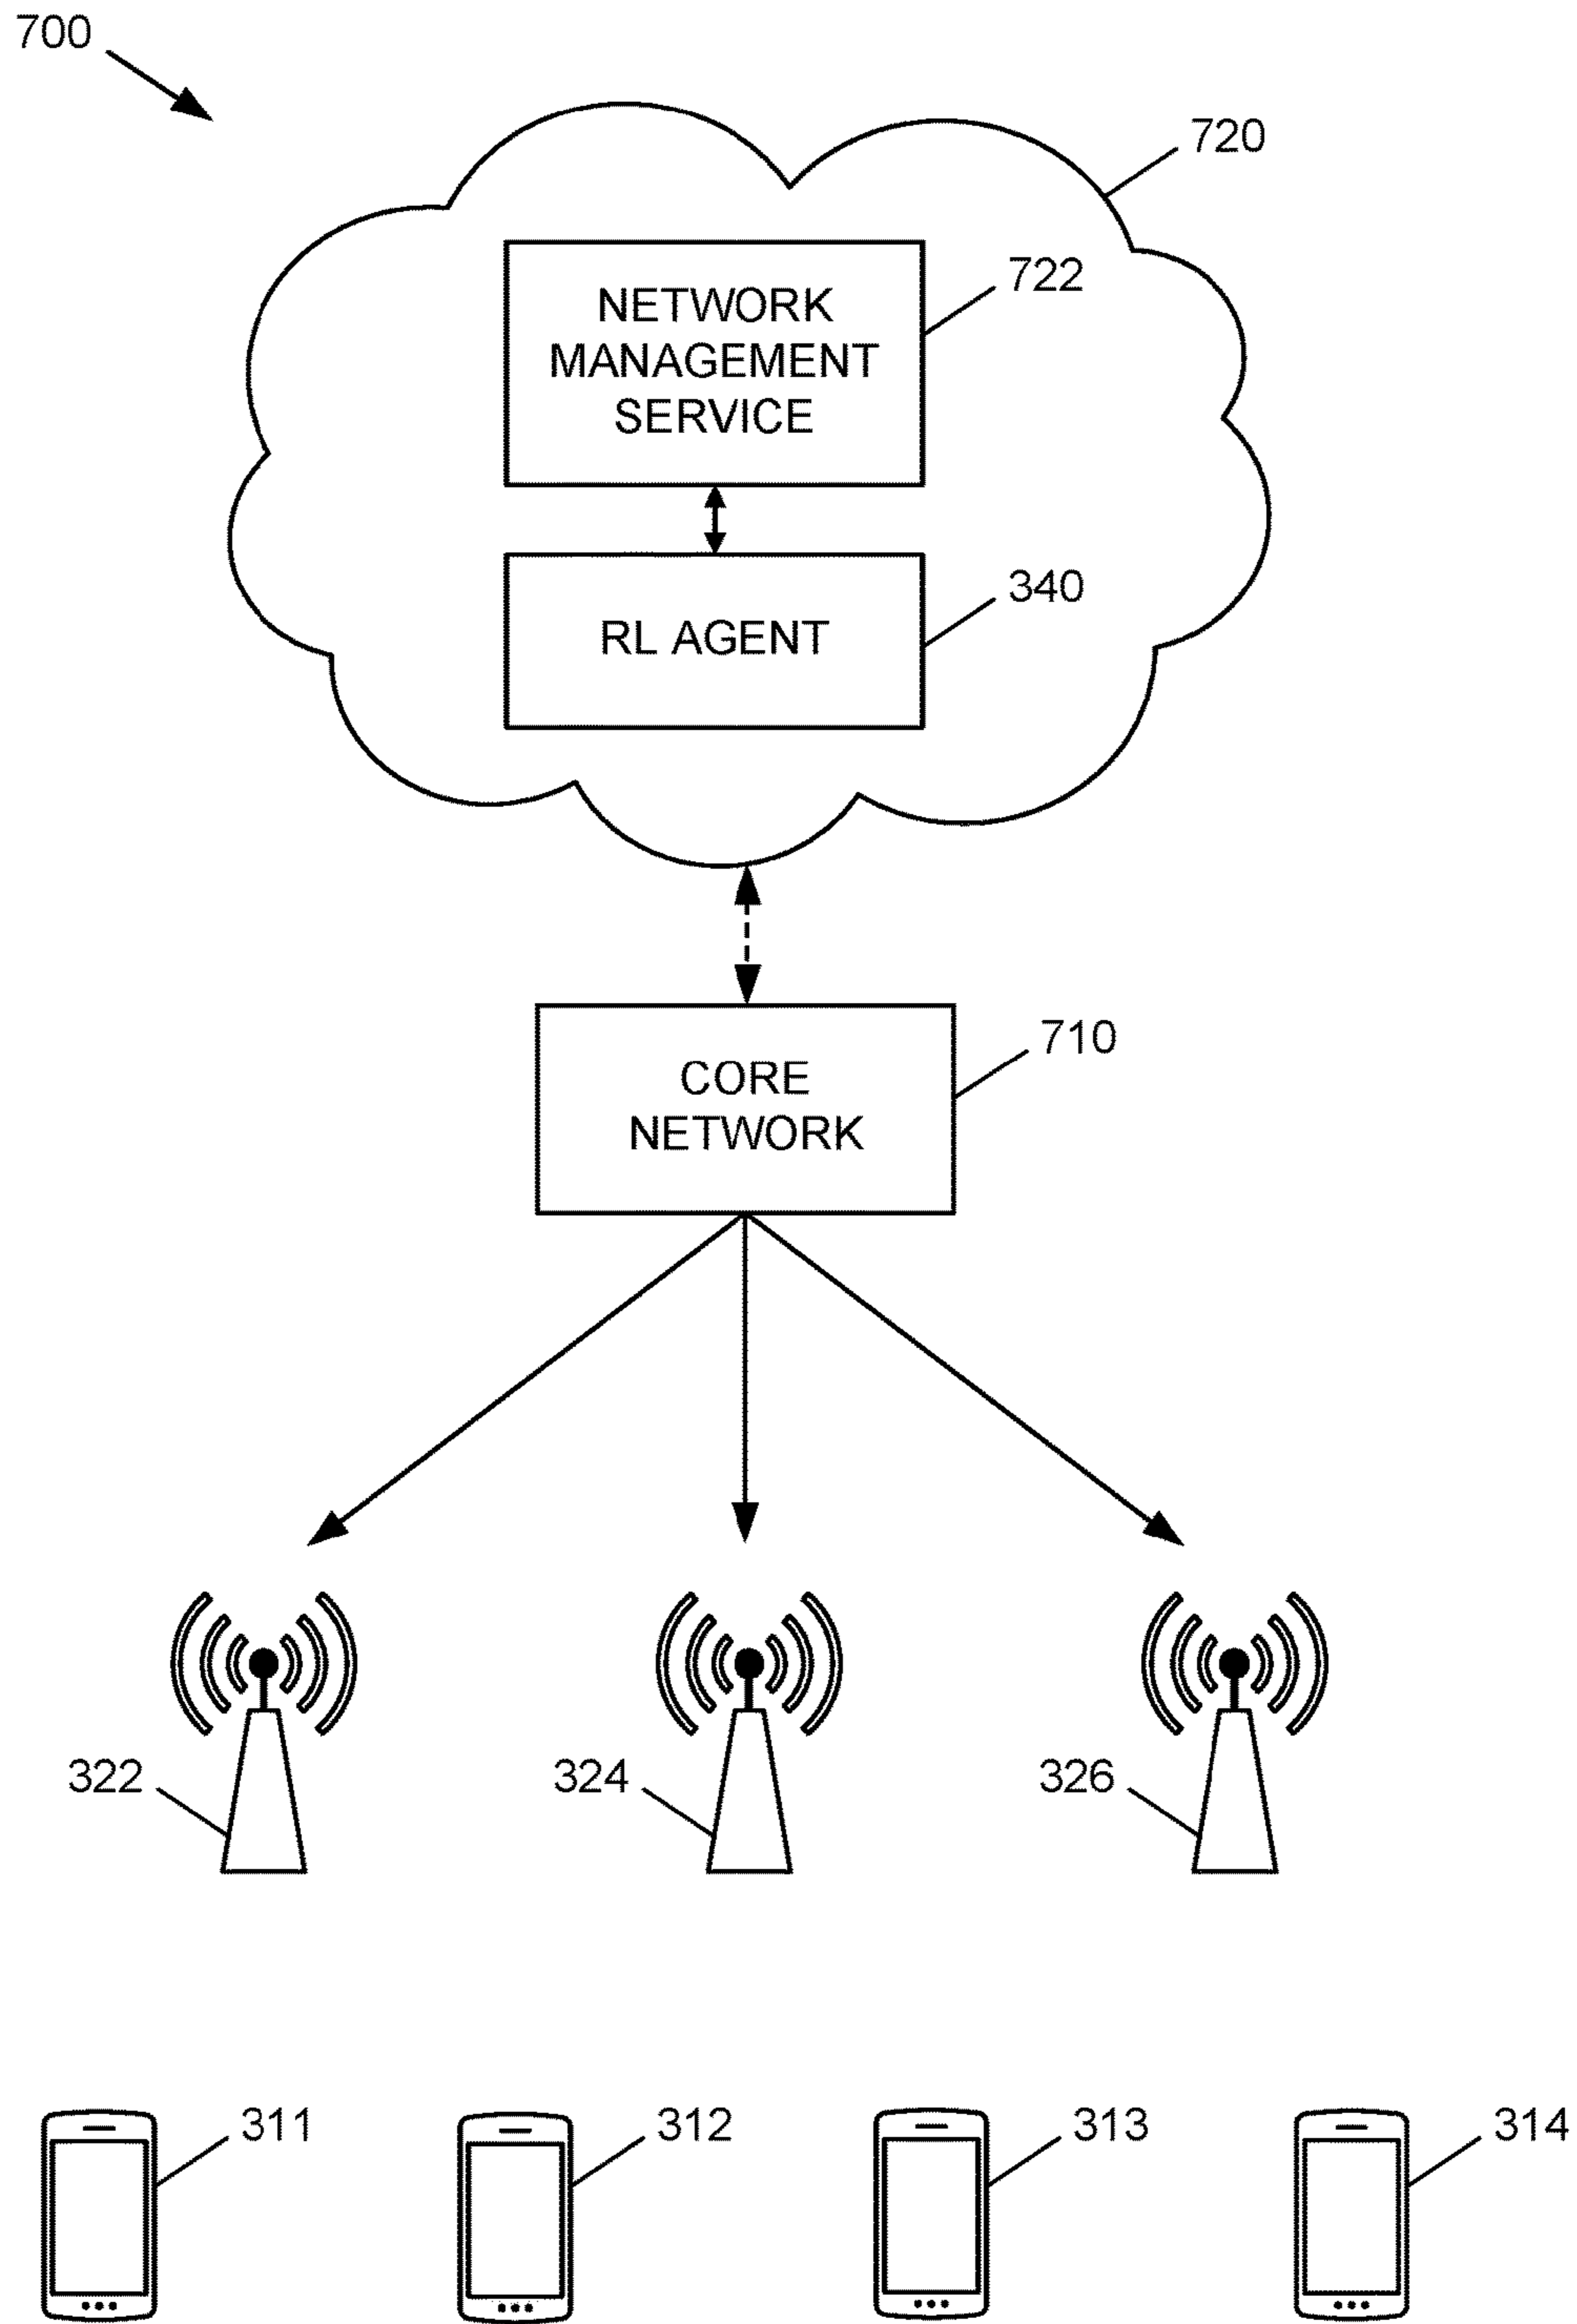 700
720
NETWORK
MANAGEMENT
SERVICE
722
RL AGENT
340
CORE
NETWORK
710
322
324
326
311
312
313
314